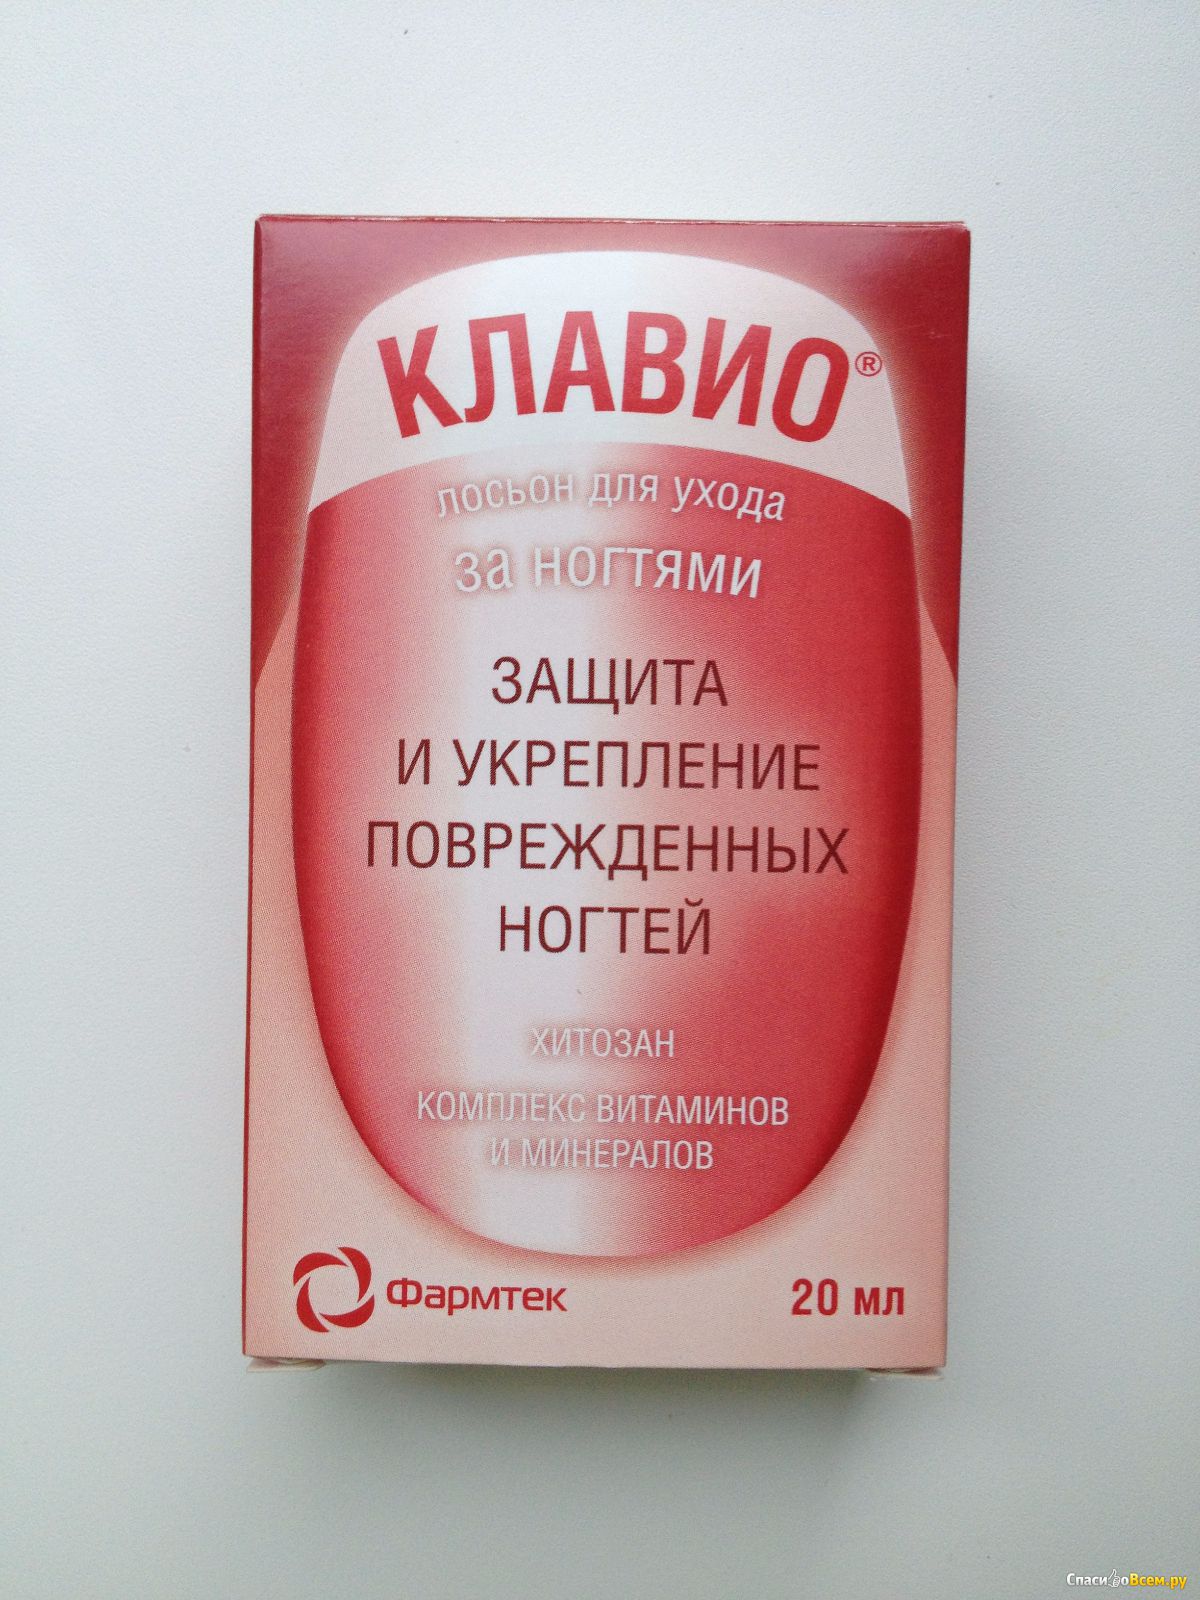 КЛАВИО®
лосьон для ухода
за ногтями
ЗАЩИТА
И УКРЕПЛЕНИЕ
ПОВРЕЖДЕННЫХ
НОГТЕЙ
ХИТОЗАН
КОМПЛЕКС ВИТАМИНОВ
И МИНЕРАЛОВ
Фармтек
20 мл
СпасибоВсем.ру